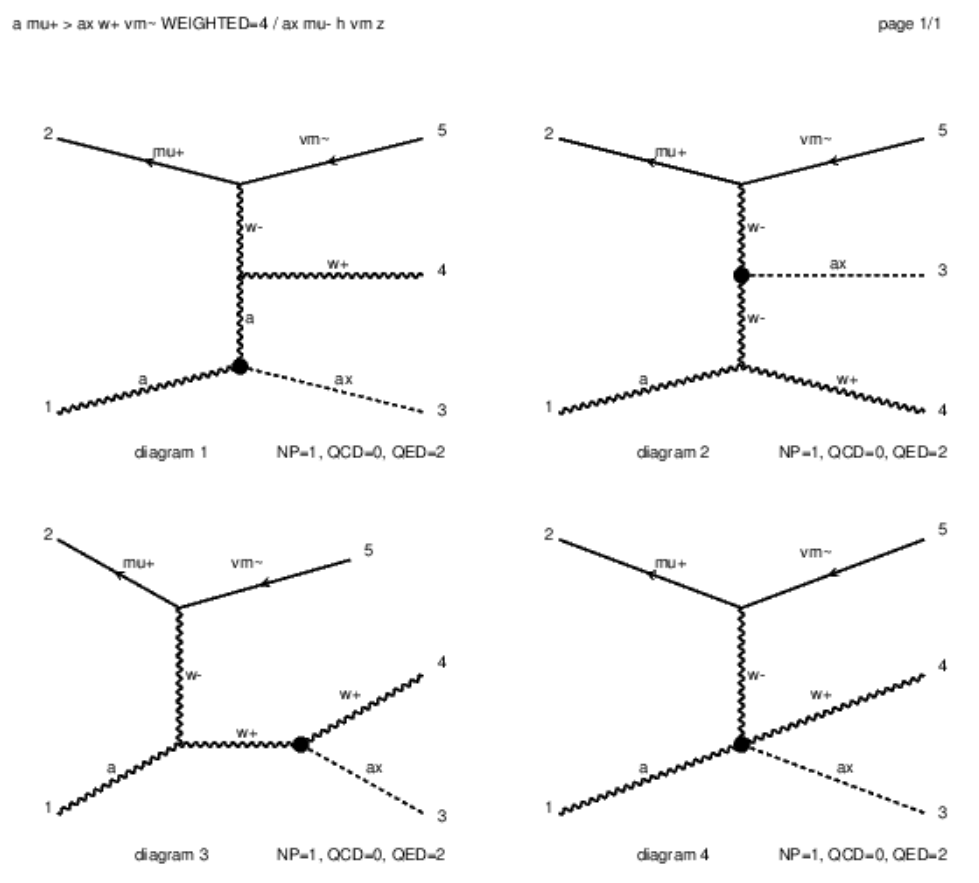 a mu+ > ax w+ vm~ WEIGHTED=4 / ax mu- h vm z page 1/1
2 mu+ vm~ 5
w-
w+ 4
a
a ax
1 3
diagram 1 NP=1, QCD=0, QED=2
2 mu+ vm~ 5
w-
ax 3
w-
a w+
1 4
diagram 2 NP=1, QCD=0, QED=2
2 mu+ vm~ 5
w- 4
w+
w+
a ax
1 3
diagram 3 NP=1, QCD=0, QED=2
2 mu+ vm~ 5
w- 4
w+
a ax
1 3
diagram 4 NP=1, QCD=0, QED=2